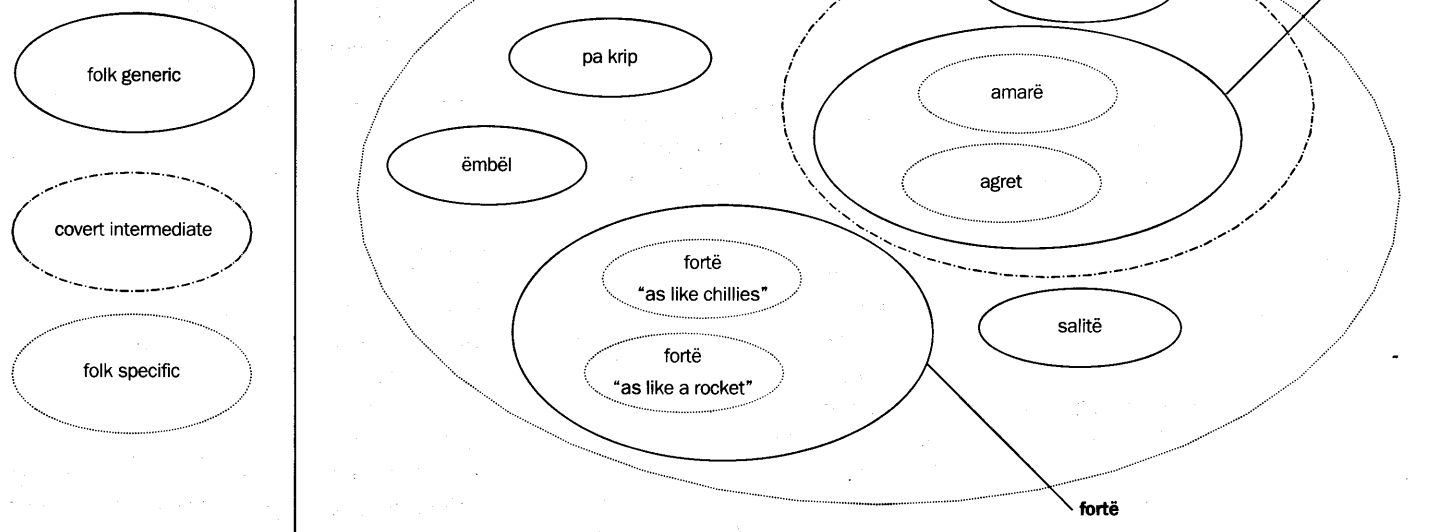 folk generic
covert intermediate
folk specific
pa krip
ëmbël
amarë
agret
fortë
"as like chillies"
fortë
"as like a rocket"
salitë
fortë